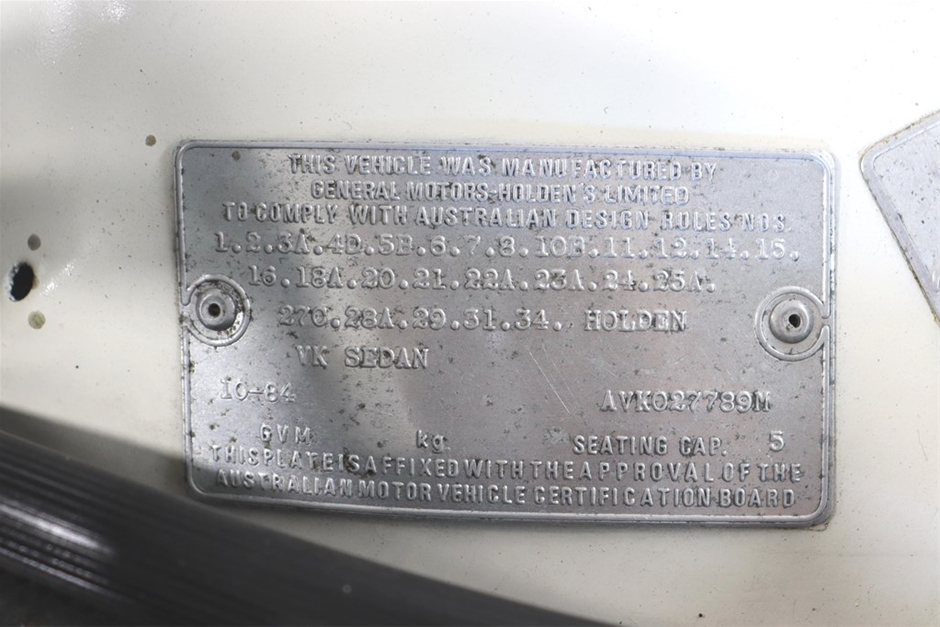 THIS VEHICLE WAS MANUFACTURED BY
GENERAL MOTORS-HOLDEN'S LIMITED
TO COMPLY WITH AUSTRALIAN DESIGN RULES NOS.
1.2.3A.4D.5B.6.7.8.10B.11.12.14.15.
16.18A.20.21.22A.23A.24.25A.
27C.28A.29.31.34. HOLDEN
VK SEDAN
10-84 AVK027789M
GVM kg. SEATING CAP. 5
THIS PLATE IS AFFIXED WITH THE APPROVAL OF THE
AUSTRALIAN MOTOR VEHICLE CERTIFICATION BOARD